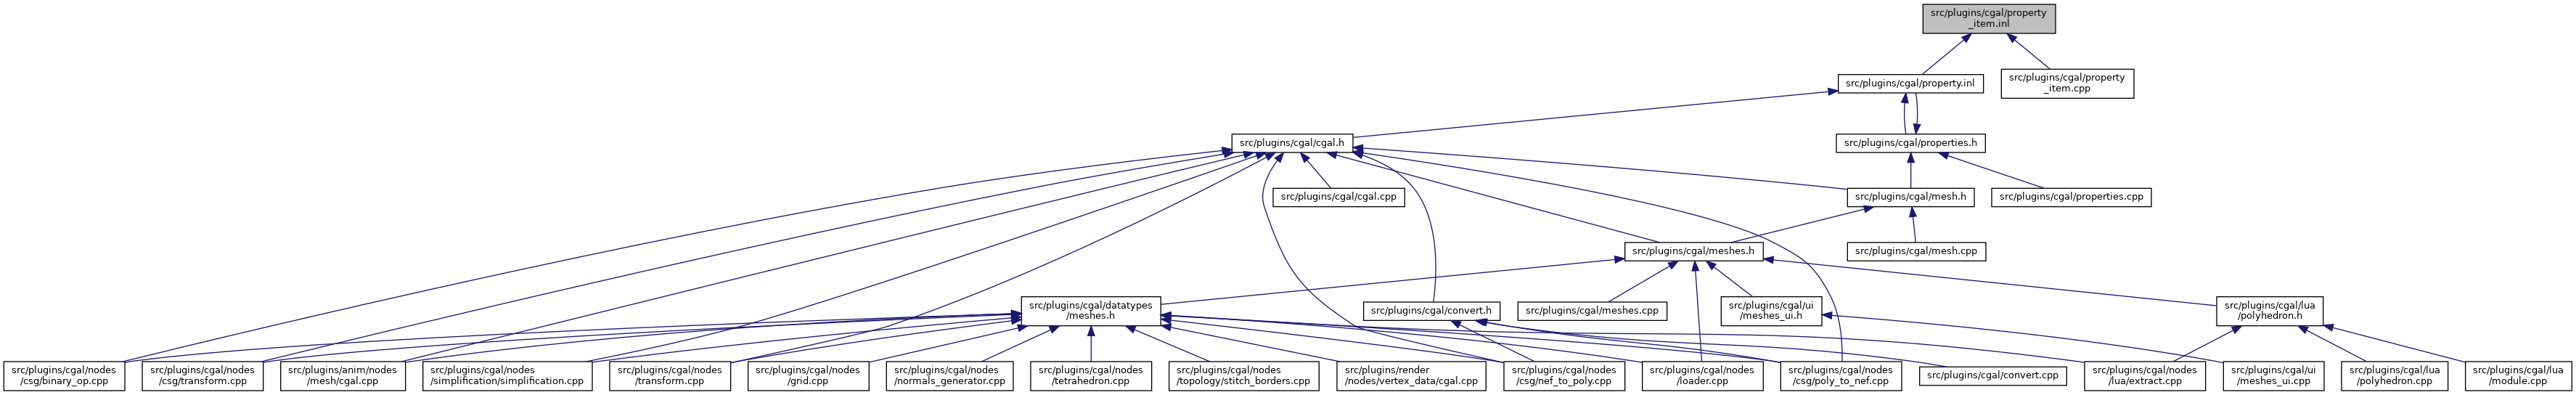 src/plugins/cgal/property
_item.inl
src/plugins/cgal/property.inl
src/plugins/cgal/property
_item.cpp
src/plugins/cgal/cgal.h
src/plugins/cgal/properties.h
src/plugins/cgal/cgal.cpp
src/plugins/cgal/mesh.h
src/plugins/cgal/properties.cpp
src/plugins/cgal/meshes.h
src/plugins/cgal/mesh.cpp
src/plugins/cgal/datatypes
/meshes.h
src/plugins/cgal/convert.h
src/plugins/cgal/meshes.cpp
src/plugins/cgal/ui
/meshes_ui.h
src/plugins/cgal/lua
/polyhedron.h
src/plugins/cgal/nodes
/csg/binary_op.cpp
src/plugins/cgal/nodes
/csg/transform.cpp
src/plugins/anim/nodes
/mesh/cgal.cpp
src/plugins/cgal/nodes
/simplification/simplification.cpp
src/plugins/cgal/nodes
/transform.cpp
src/plugins/cgal/nodes
/grid.cpp
src/plugins/cgal/nodes
/normals_generator.cpp
src/plugins/cgal/nodes
/tetrahedron.cpp
src/plugins/cgal/nodes
/topology/stitch_borders.cpp
src/plugins/render
/nodes/vertex_data/cgal.cpp
src/plugins/cgal/nodes
/csg/nef_to_poly.cpp
src/plugins/cgal/nodes
/loader.cpp
src/plugins/cgal/nodes
/csg/poly_to_nef.cpp
src/plugins/cgal/convert.cpp
src/plugins/cgal/nodes
/lua/extract.cpp
src/plugins/cgal/ui
/meshes_ui.cpp
src/plugins/cgal/lua
/polyhedron.cpp
src/plugins/cgal/lua
/module.cpp